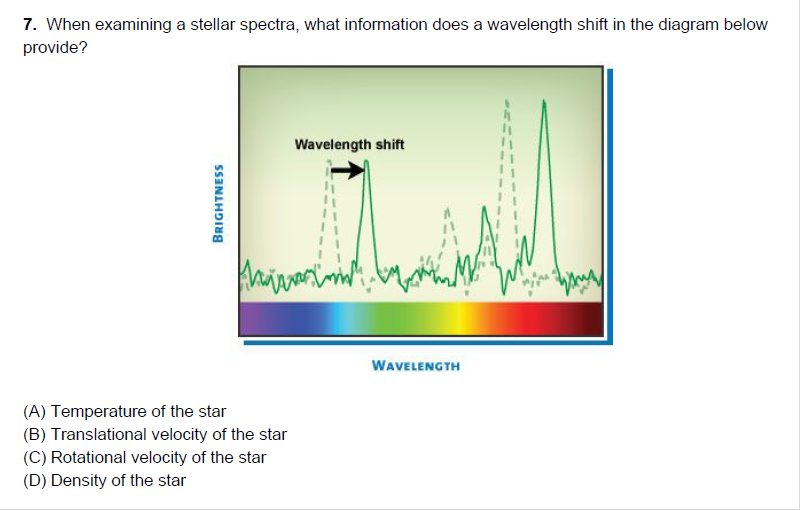 7. When examining a stellar spectra, what information does a wavelength shift in the diagram below
provide?
Wavelength shift
BRIGHTNESS
WAVELENGTH
(A) Temperature of the star
(B) Translational velocity of the star
(C) Rotational velocity of the star
(D) Density of the star